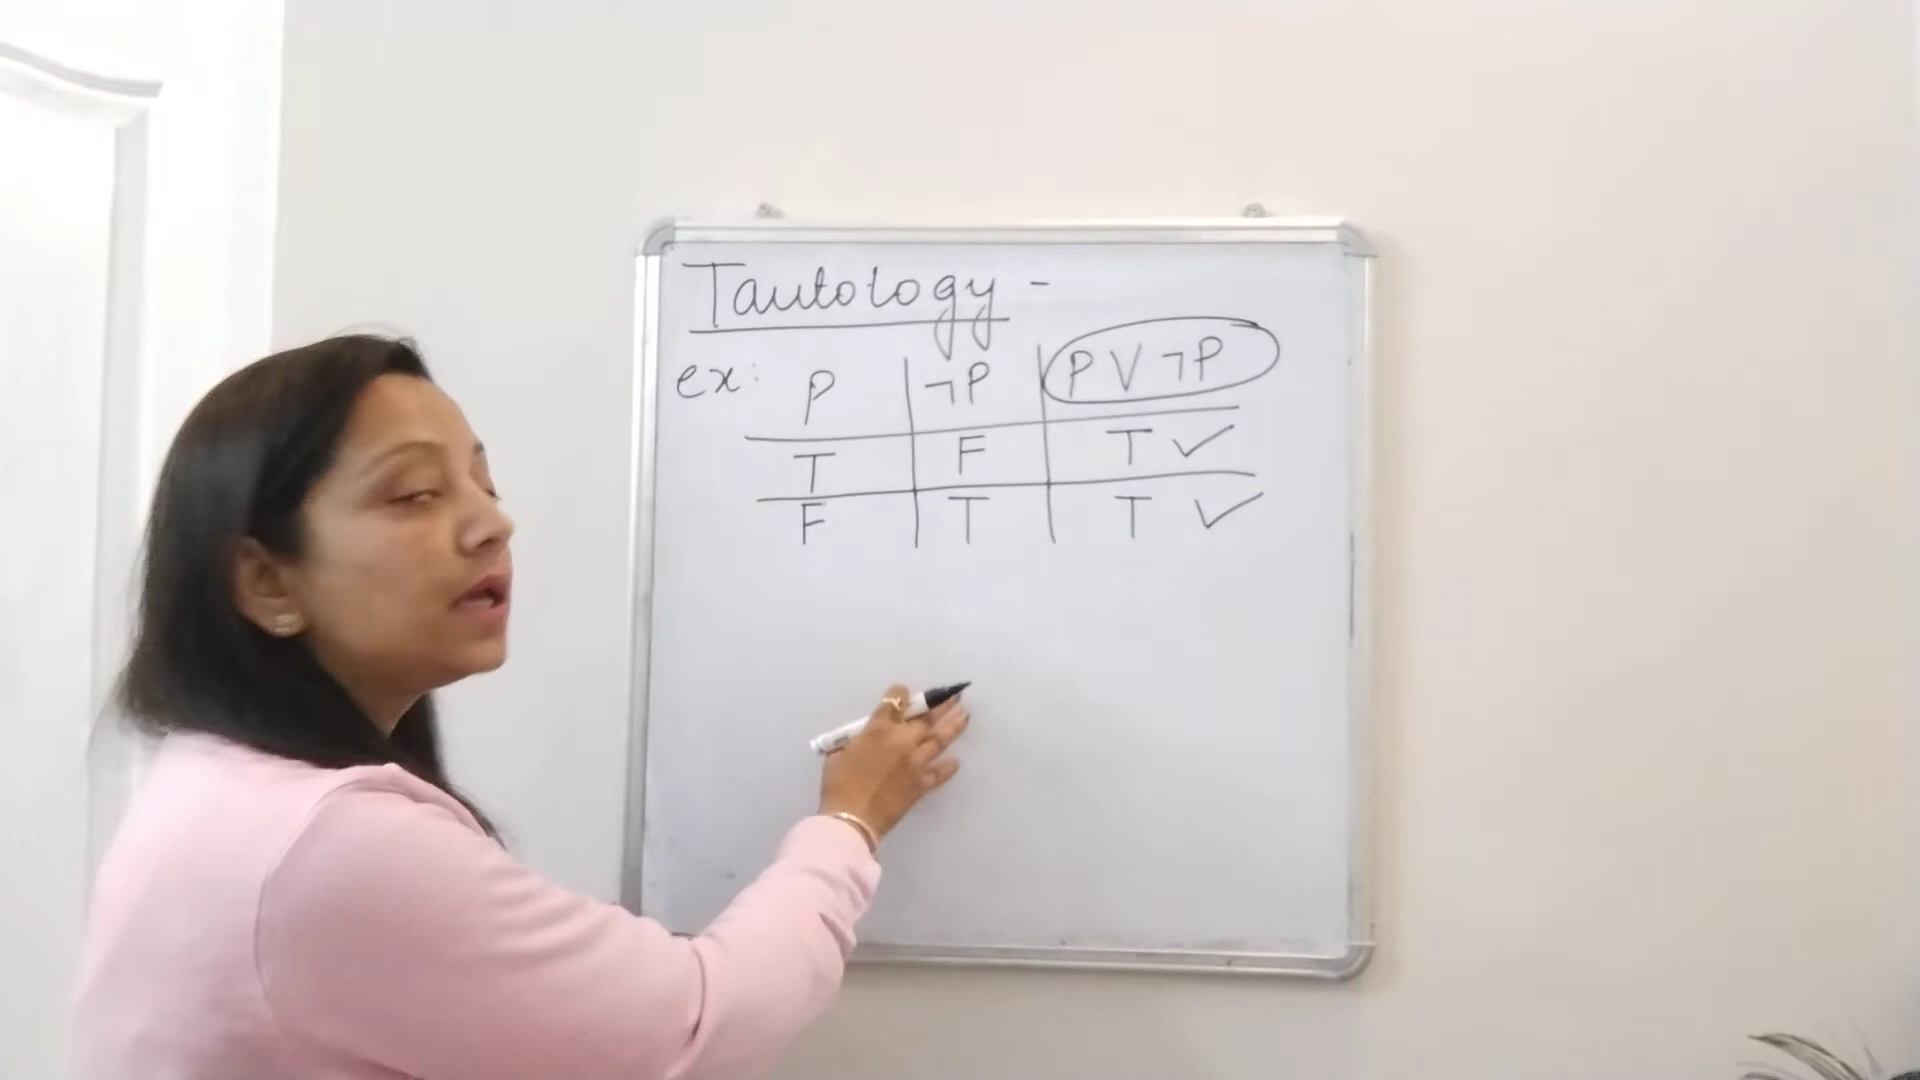 Tautology -
ex: P ¬P P V ¬P
T F T ✓
F T T ✓